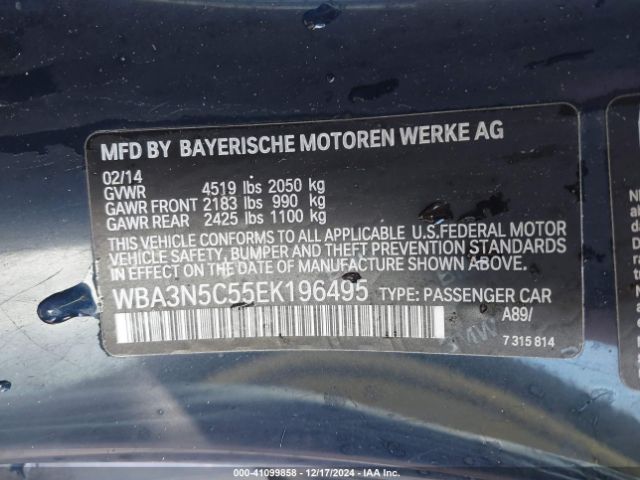 MFD BY BAYERISCHE MOTOREN WERKE AG
02/14
GVWR 4519 lbs 2050 kg
GAWR FRONT 2183 lbs 990 kg
GAWR REAR 2425 lbs 1100 kg
THIS VEHICLE CONFORMS TO ALL APPLICABLE U.S.FEDERAL MOTOR
VEHICLE SAFETY, BUMPER, AND THEFT PREVENTION STANDARDS
IN EFFECT ON THE DATE OF MANUFACTURE SHOWN ABOVE.
WBA3N5C55EK196495 TYPE: PASSENGER CAR
A89/
BMW
7 315 814
000-41099858 - 12/17/2024 - IAA Inc.